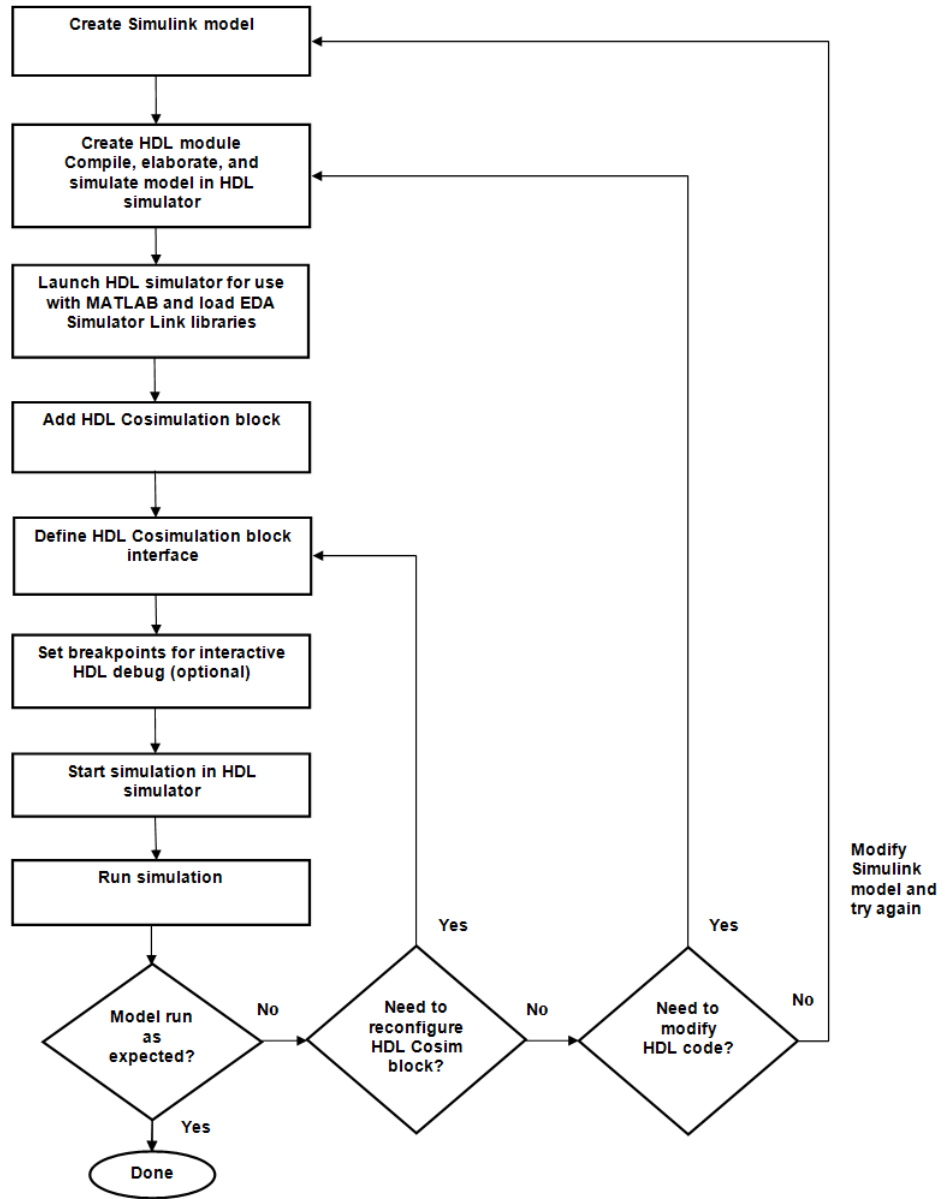 Create Simulink model
Create HDL module
Compile, elaborate, and
simulate model in HDL
simulator
Launch HDL simulator for use
with MATLAB and load EDA
Simulator Link libraries
Add HDL Cosimulation block
Define HDL Cosimulation block
interface
Set breakpoints for interactive
HDL debug (optional)
Start simulation in HDL
simulator
Run simulation
Model run
as
expected?
No
Yes
Done
Need to
reconfigure
HDL Cosim
block?
Yes
No
Need to
modify
HDL code?
Yes
No
Modify
Simulink
model and
try again